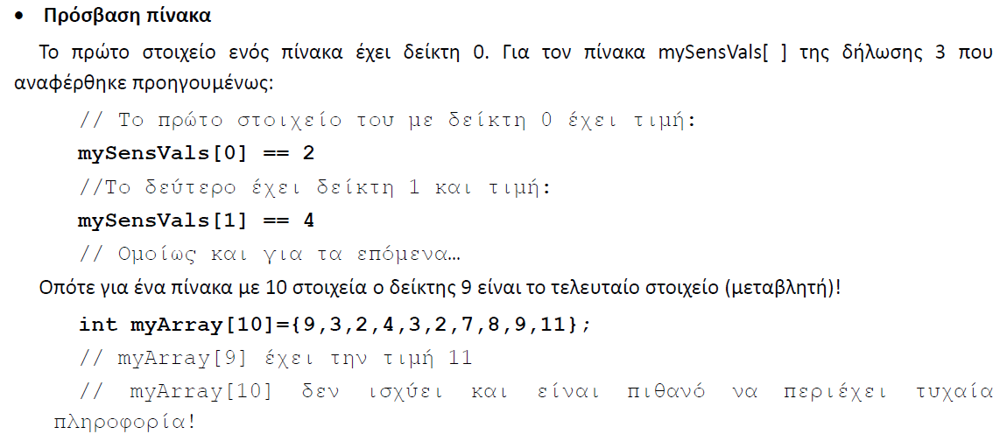 • Πρόσβαση πίνακα
Το πρώτο στοιχείο ενός πίνακα έχει δείκτη 0. Για τον πίνακα mySensVals[ ] της δήλωσης 3 που
αναφέρθηκε προηγουμένως:
// Το πρώτο στοιχείο του με δείκτη 0 έχει τιμή:
mySensVals[0] == 2
//Το δεύτερο έχει δείκτη 1 και τιμή:
mySensVals[1] == 4
// Ομοίως και για τα επόμενα…
Οπότε για ένα πίνακα με 10 στοιχεία ο δείκτης 9 είναι το τελευταίο στοιχείο (μεταβλητή)!
int myArray[10]={9,3,2,4,3,2,7,8,9,11};
// myArray[9] έχει την τιμή 11
// myArray[10] δεν ισχύει και είναι πιθανό να περιέχει τυχαία
πληροφορία!